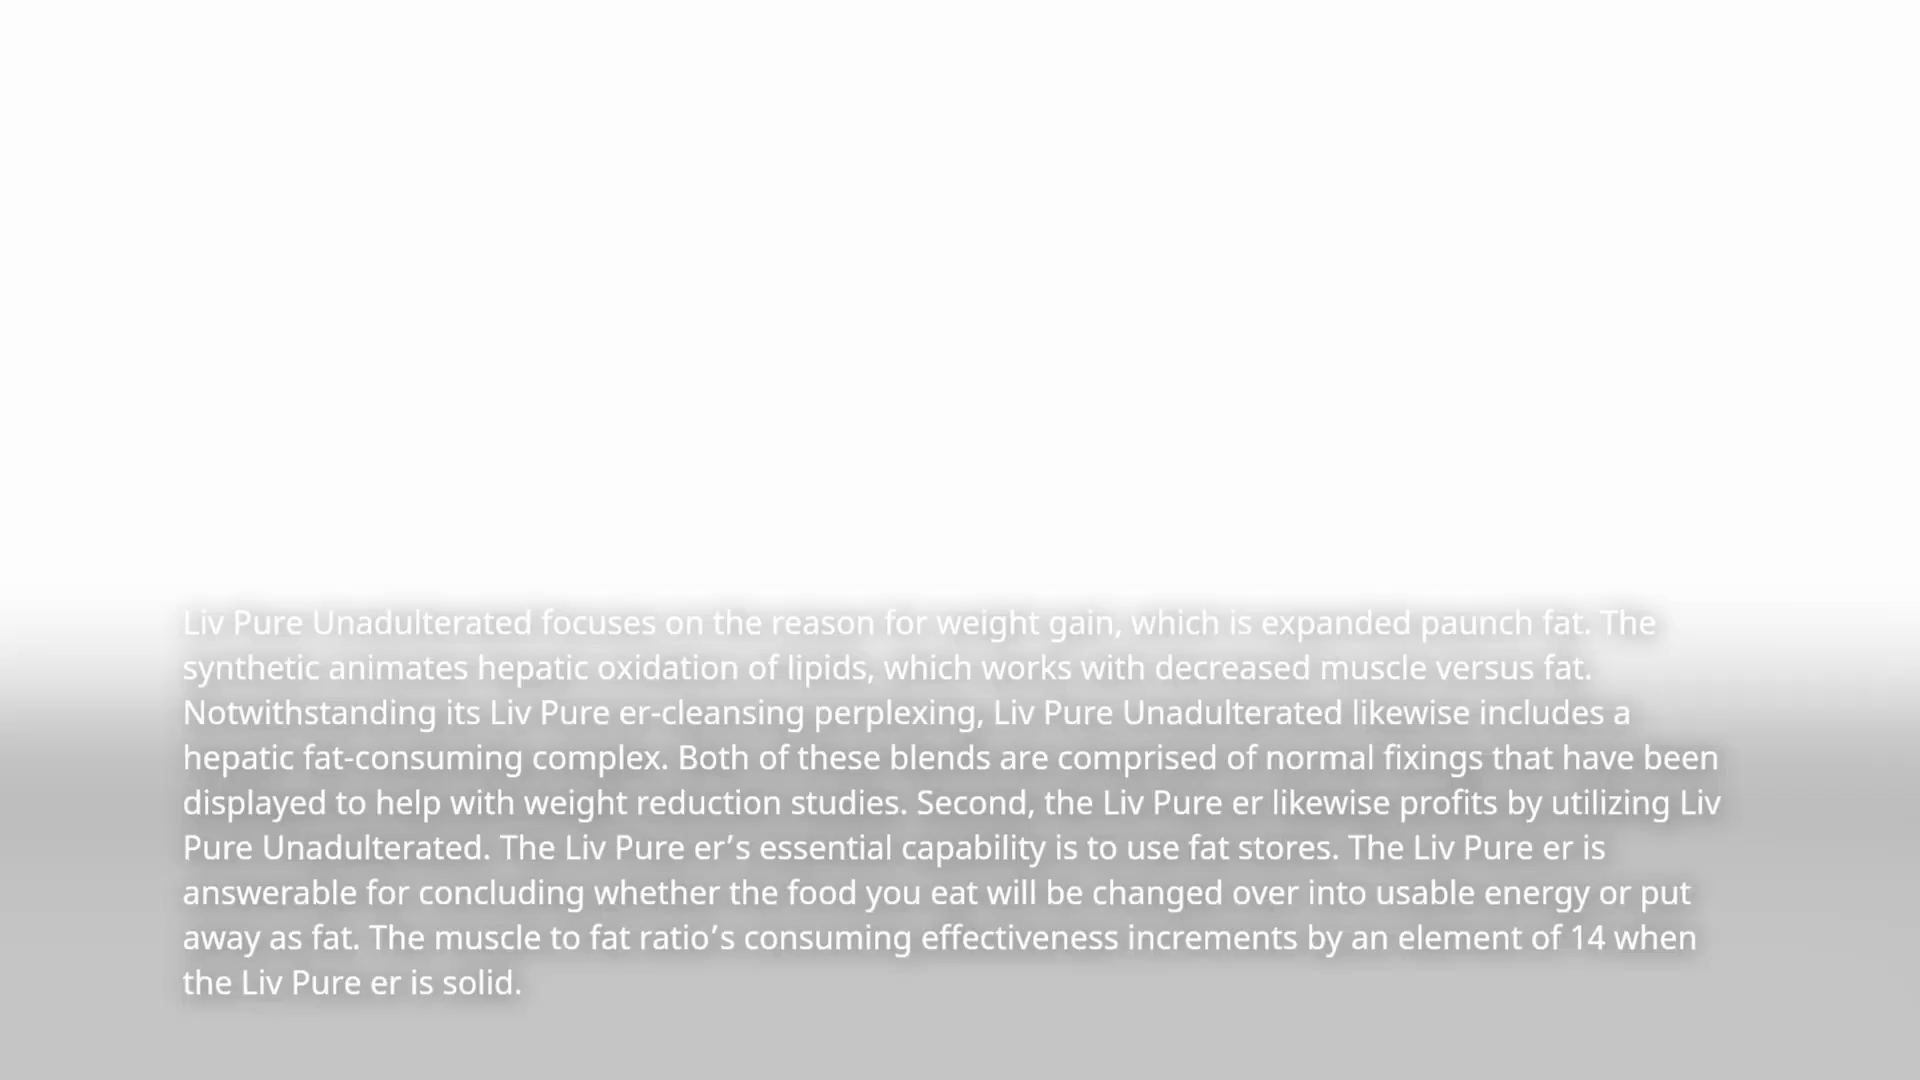 Liv Pure Unadulterated focuses on the reason for weight gain, which is expanded paunch fat. The
synthetic animates hepatic oxidation of lipids, which works with decreased muscle versus fat.
Notwithstanding its Liv Pure er-cleansing perplexing, Liv Pure Unadulterated likewise includes a
hepatic fat-consuming complex. Both of these blends are comprised of normal fixings that have been
displayed to help with weight reduction studies. Second, the Liv Pure er likewise profits by utilizing Liv
Pure Unadulterated. The Liv Pure er’s essential capability is to use fat stores. The Liv Pure er is
answerable for concluding whether the food you eat will be changed over into usable energy or put
away as fat. The muscle to fat ratio’s consuming effectiveness increments by an element of 14 when
the Liv Pure er is solid.